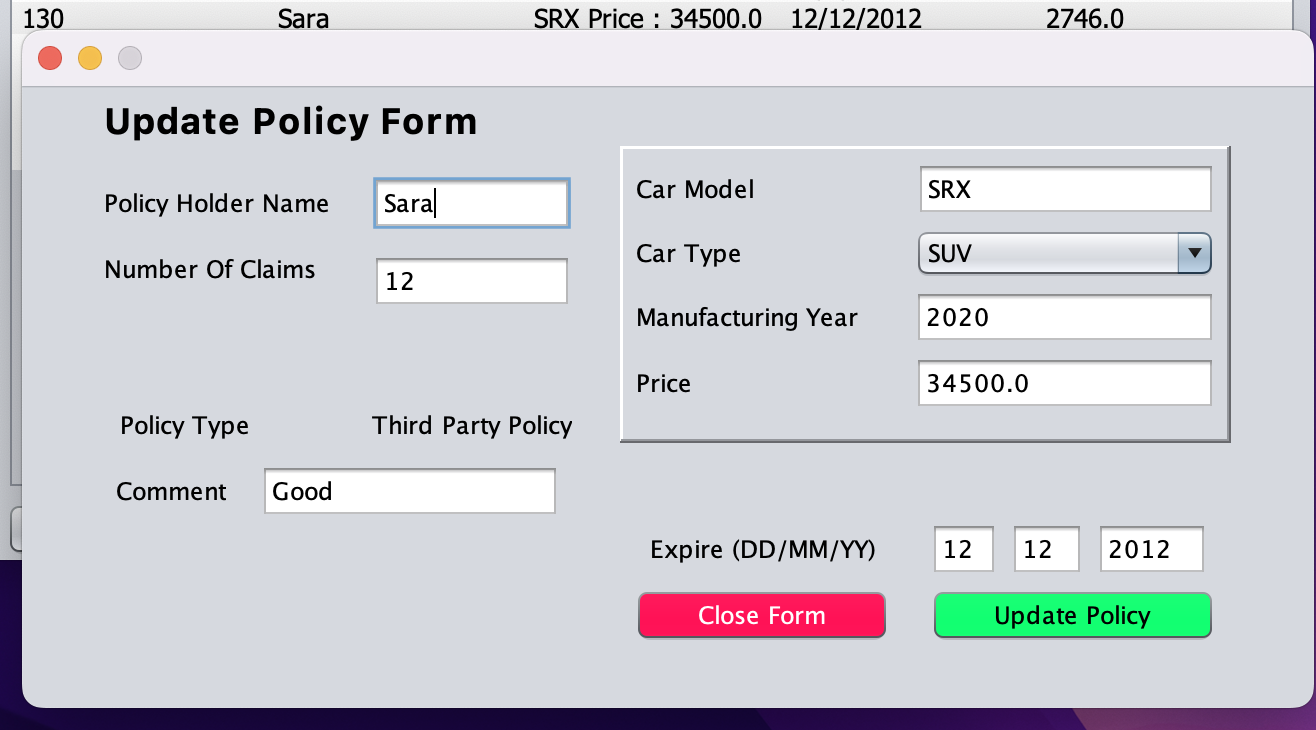 130 Sara SRX Price : 34500.0 12/12/2012 2746.0
Update Policy Form
Policy Holder Name Sara
Number Of Claims 12
Policy Type Third Party Policy
Comment Good
Car Model SRX
Car Type SUV
Manufacturing Year 2020
Price 34500.0
Expire (DD/MM/YY) 12 12 2012
Close Form Update Policy